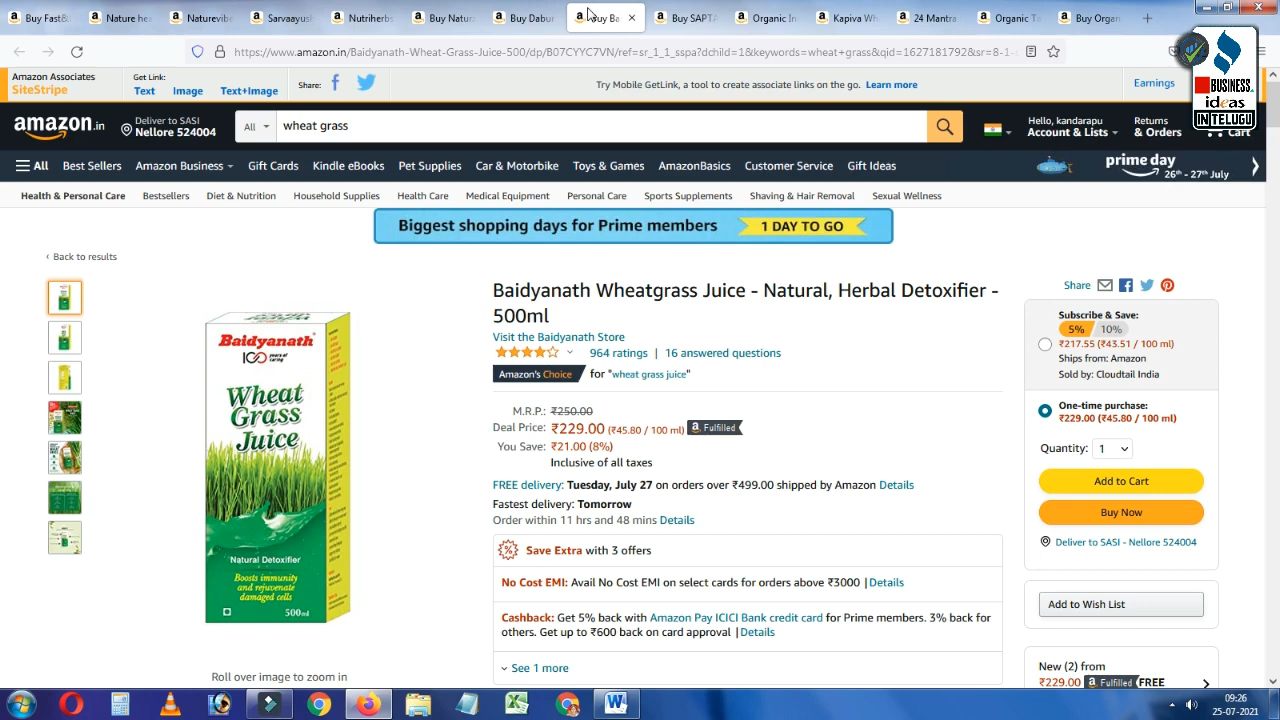 Buy Fast&
Nature hea
Naturevibe
Sarvaayush
Nutriherbs
Buy Natur
Buy Dabur
Buy Ba
Buy SAPTA
Organic In
Kapiva Wh
24 Mantra
Organic Ta
Buy Organ
https://www.amazon.in/Baidyanath-Wheat-Grass-Juice-500/dp/B07CYYC7VN/ref=sr_1_1_sspa?dchild=1&keywords=wheat+grass&qid=1627181792&sr=8-1-
BUSINESS
ideas
IN TELUGU
Amazon Associates
SiteStripe
Get Link:
Text Image Text+Image
Share:
Try Mobile GetLink, a tool to create associate links on the go. Learn more
Earnings
amazon.in
Deliver to SASI
Nellore 524004
All
wheat grass
Hello, kandarapu
Account & Lists
Returns
& Orders
Cart
All Best Sellers Amazon Business Gift Cards Kindle eBooks Pet Supplies Car & Motorbike Toys & Games AmazonBasics Customer Service Gift Ideas
prime day
26th - 27th July
Health & Personal Care Bestsellers Diet & Nutrition Household Supplies Health Care Medical Equipment Personal Care Sports Supplements Shaving & Hair Removal Sexual Wellness
Biggest shopping days for Prime members 1 DAY TO GO
‹ Back to results
Baidyanath
100 years of caring
Wheat
Grass
Juice
Natural Detoxifier
Boosts immunity
and rejuvenate
damaged cells
500ml
Roll over image to zoom in
Baidyanath Wheatgrass Juice - Natural, Herbal Detoxifier -
500ml
Visit the Baidyanath Store
964 ratings | 16 answered questions
Amazon's Choice for "wheat grass juice"
M.R.P.: ₹250.00
Deal Price: ₹229.00 (₹45.80 / 100 ml) a Fulfilled
You Save: ₹21.00 (8%)
Inclusive of all taxes
FREE delivery: Tuesday, July 27 on orders over ₹499.00 shipped by Amazon Details
Fastest delivery: Tomorrow
Order within 11 hrs and 48 mins Details
Save Extra with 3 offers
No Cost EMI: Avail No Cost EMI on select cards for orders above ₹3000 | Details
Cashback: Get 5% back with Amazon Pay ICICI Bank credit card for Prime members. 3% back for
others. Get up to ₹600 back on card approval | Details
See 1 more
Share
Subscribe & Save:
5% 10%
₹217.55 (₹43.51 / 100 ml)
Ships from: Amazon
Sold by: Cloudtail India
One-time purchase:
₹229.00 (₹45.80 / 100 ml)
Quantity: 1
Add to Cart
Buy Now
Deliver to SASI - Nellore 524004
Add to Wish List
New (2) from
₹229.00 a Fulfilled FREE
09:26
25-07-2021